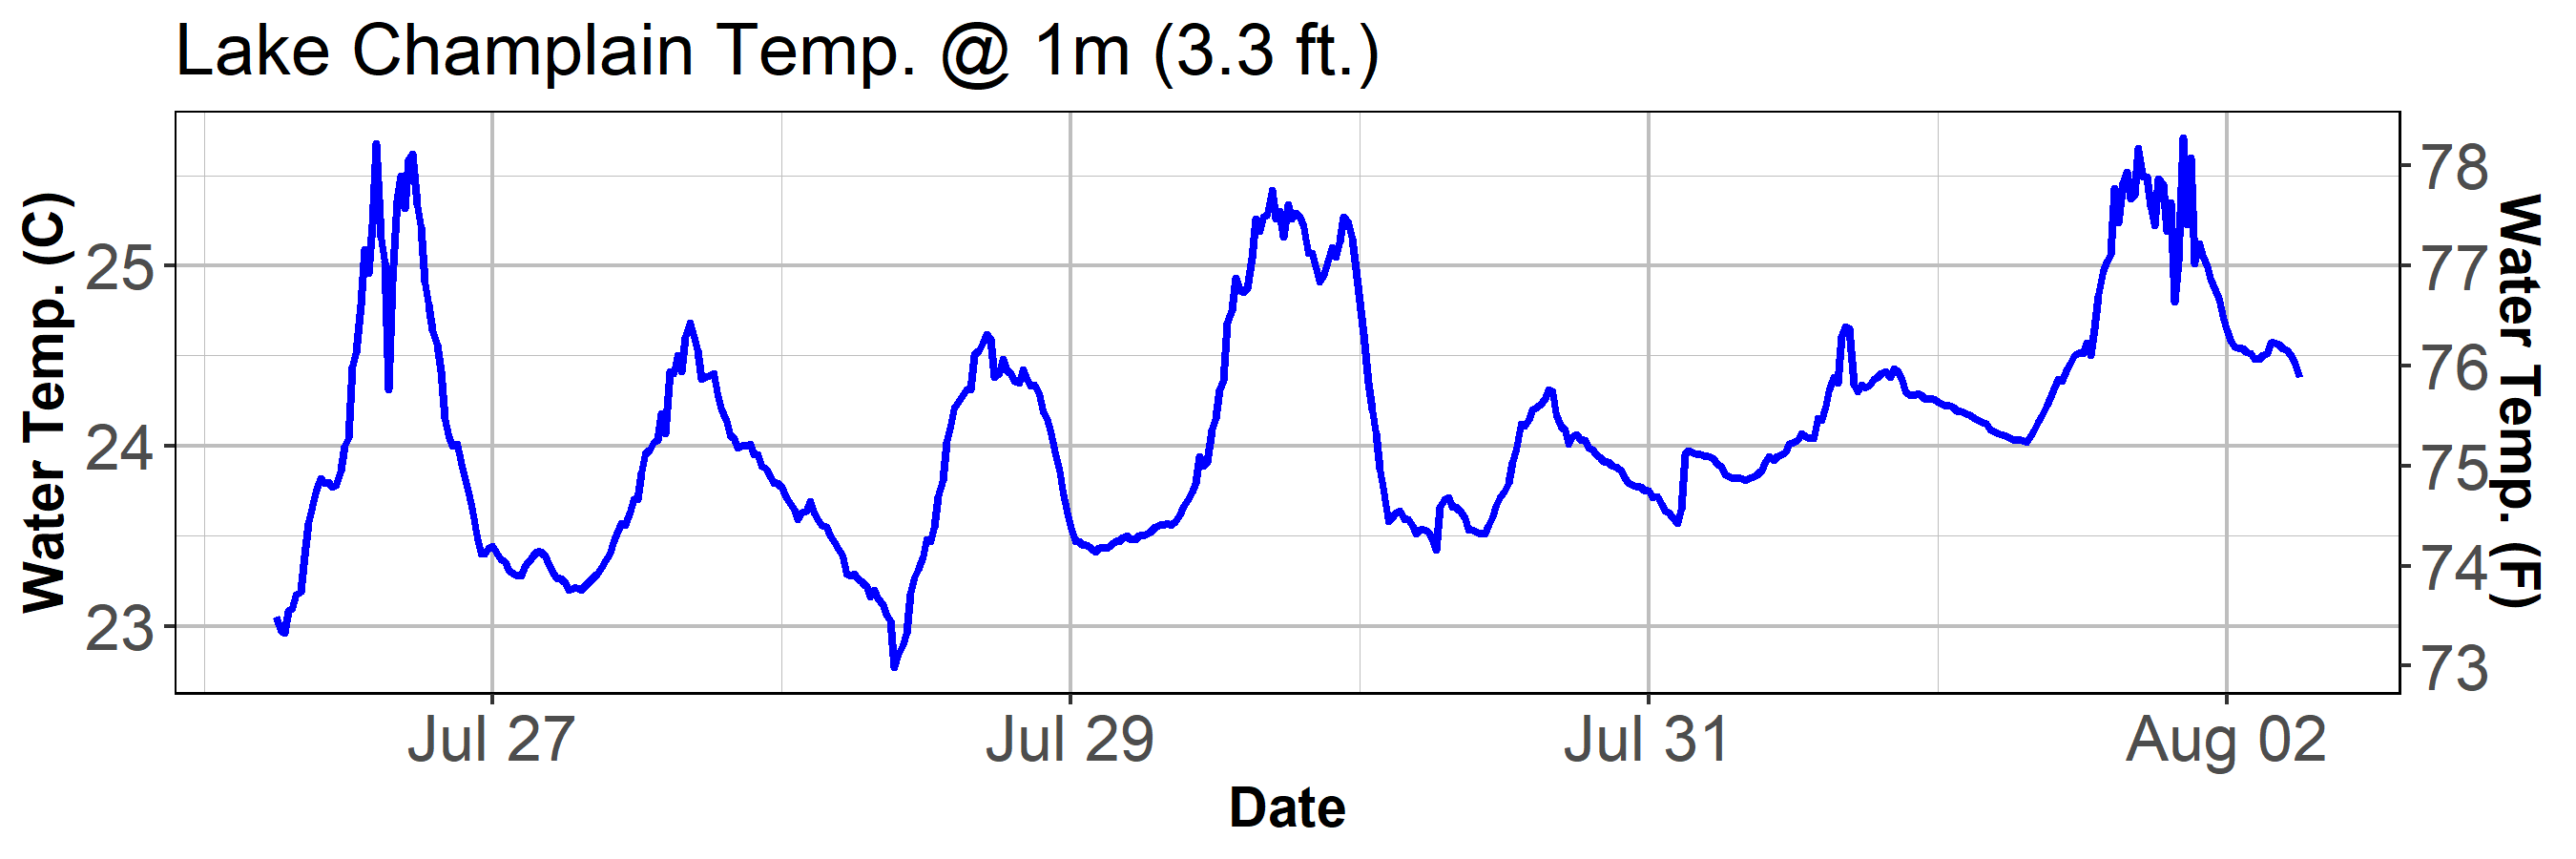 Lake Champlain Temp. @ 1m (3.3 ft.)
Water Temp. (C)
25
24
23
78
77
76
75
74
73
Water Temp. (F)
Jul 27
Jul 29
Jul 31
Aug 02
Date